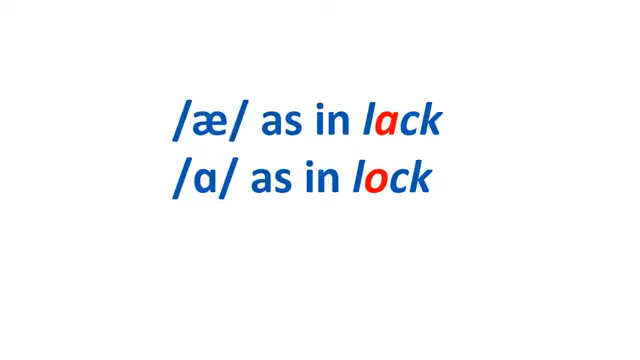 /æ/ as in lack
/ɑ/ as in lock